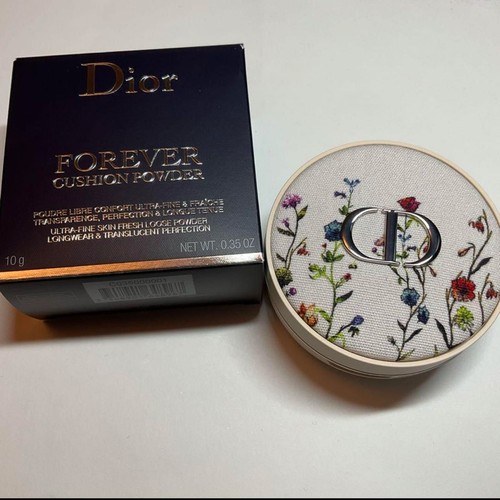 Dior
FOREVER
CUSHION POWDER
POUDRE LIBRE CONFORT ULTRA-FINE & FRAÎCHE
TRANSPARENCE, PERFECTION & LONGUE TENUE
ULTRA-FINE SKIN FRESH LOOSE POWDER
LONGWEAR & TRANSLUCENT PERFECTION
10 g NET WT. 0.35 OZ
CD